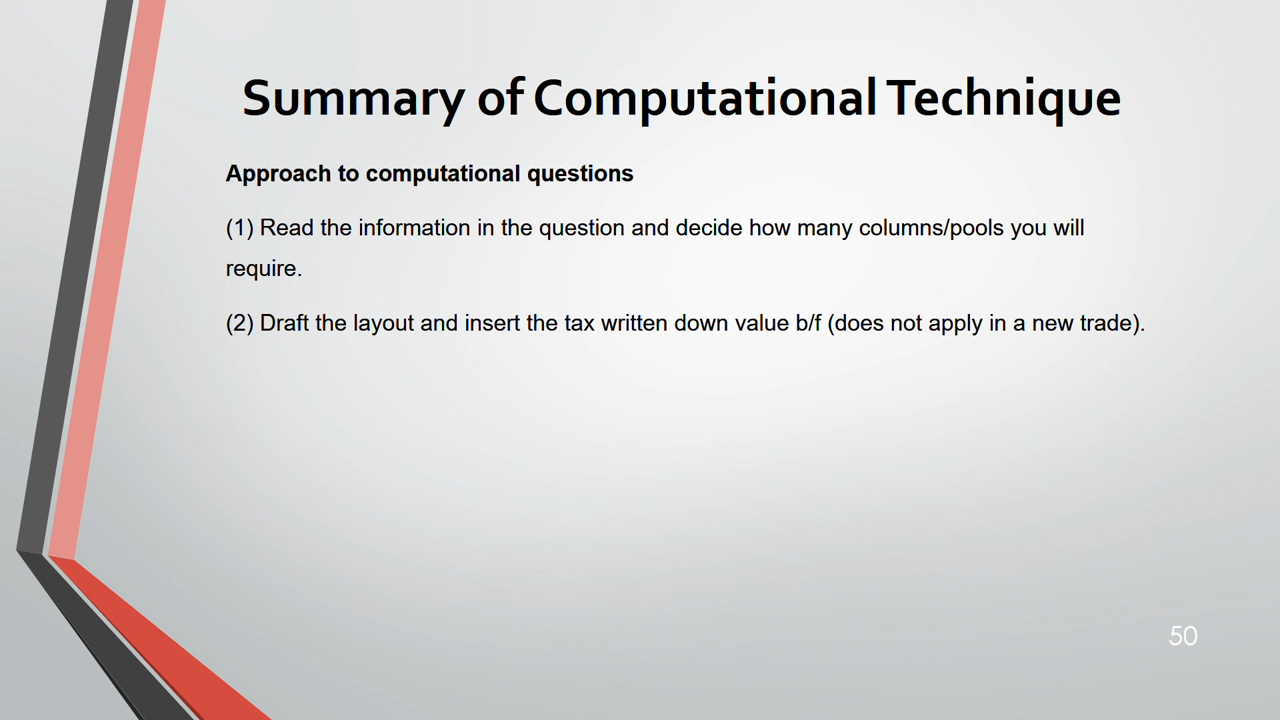 Summary of Computational Technique
Approach to computational questions
(1) Read the information in the question and decide how many columns/pools you will
require.
(2) Draft the layout and insert the tax written down value b/f (does not apply in a new trade).
50